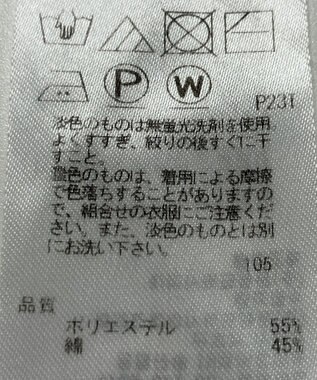 P W
P231
淡色のものは無蛍光洗剤を使用
よくすすぎ、絞りの後すぐに干
すこと。
濃色のものは、着用による摩擦
で色落ちすることがありますの
で、組合せの衣服にご注意くだ
さい。また、淡色のものとは別
にお洗い下さい。
105
品質
ポリエステル 55%
綿 45%